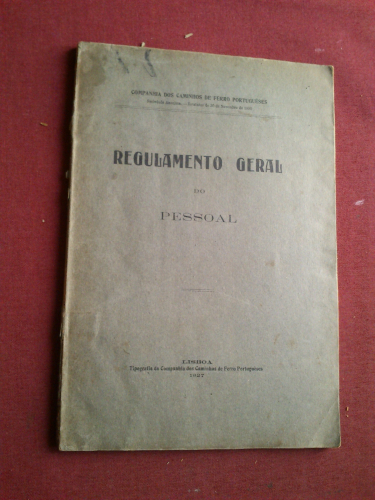 COMPANHIA DOS CAMINHOS DE FERRO PORTUGUESES
REGULAMENTO GERAL
DO
PESSOAL
LISBOA
Tipografia da Companhia dos Caminhos de Ferro Portugueses
1927